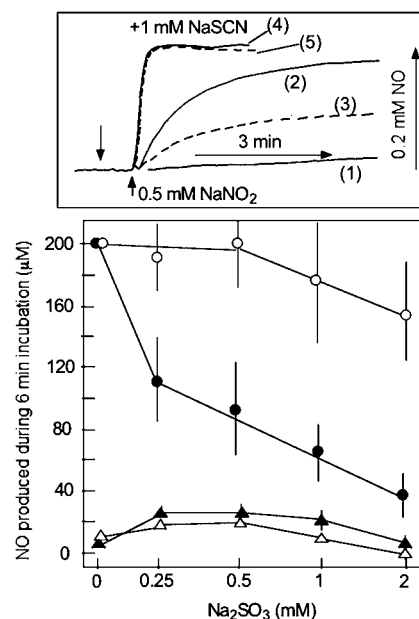 +1 mM NaSCN
(4)
(5)
(2)
(3)
3 min
(1)
0.5 mM NaNO₂
0.2 mM NO
NO produced during 6 min incubation (μM)
200
160
120
80
40
0
0 0.25 0.5 1 2
Na₂SO₃ (mM)